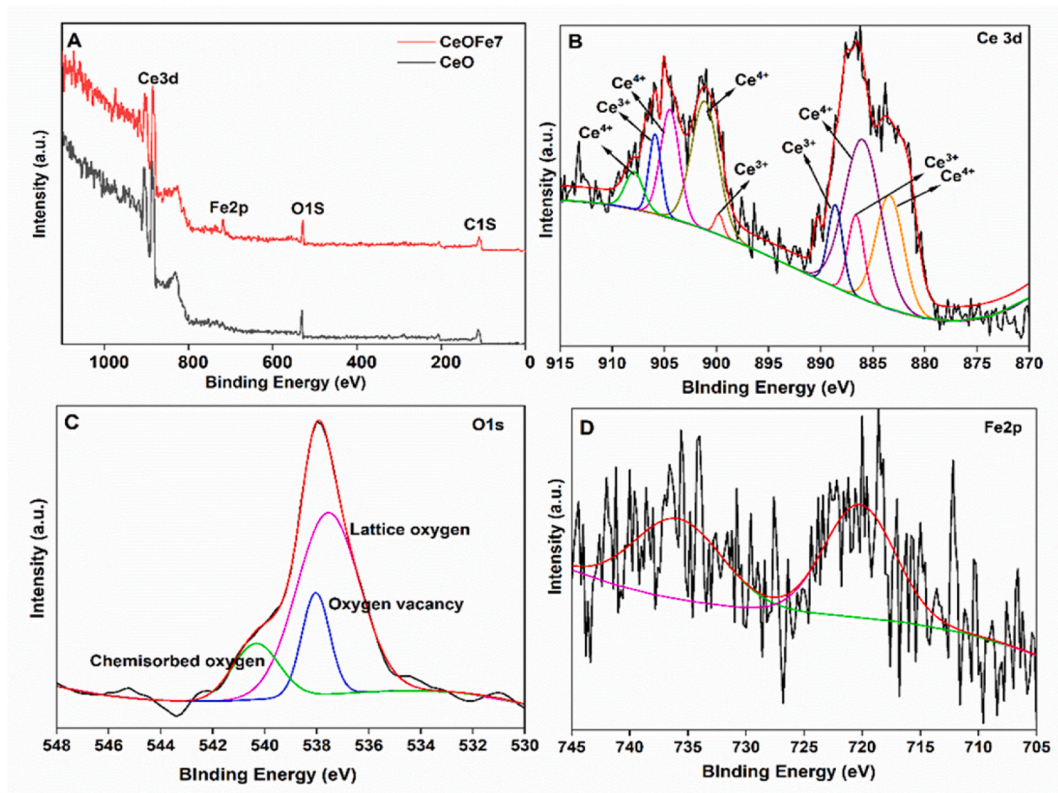 A
CeOFe7
CeO
Ce3d
Fe2p
O1S
C1S
Intensity (a.u.)
1000 800 600 400 200 0
Binding Energy (eV)
B
Ce 3d
Ce⁴⁺
Ce³⁺
Ce⁴⁺
Ce⁴⁺
Ce³⁺
Ce³⁺
Ce⁴⁺
Ce³⁺
Ce⁴⁺
Intensity (a.u.)
915 910 905 900 895 890 885 880 875 870
BInding Energy (eV)
C
O1s
Lattice oxygen
Oxygen vacancy
Chemisorbed oxygen
Intensity (a.u.)
548 546 544 542 540 538 536 534 532 530
BInding Energy (eV)
D
Fe2p
Intensity (a.u.)
745 740 735 730 725 720 715 710 705
BInding Energy (eV)